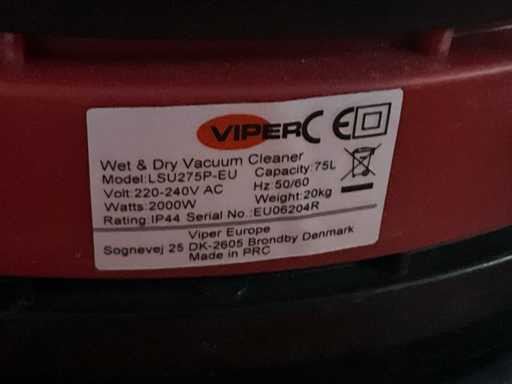 VIPER CE
Wet & Dry Vacuum Cleaner
Model:LSU275P-EU Capacity:75L
Volt:220-240V AC Hz:50/60
Watts:2000W Weight:20kg
Rating:IP44 Serial No.:EU06204R
Viper Europe
Sognevej 25 DK-2605 Brondby Denmark
Made in PRC